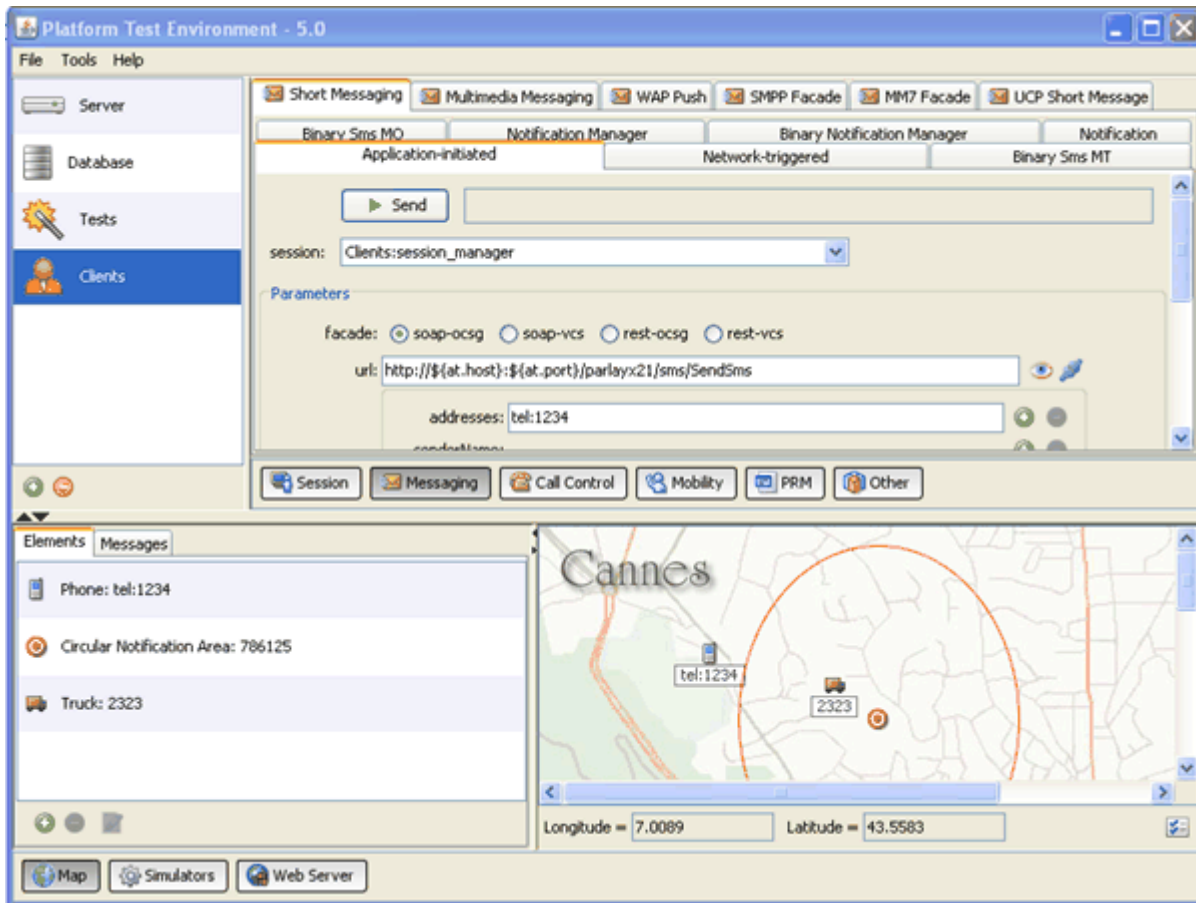 Platform Test Environment - 5.0
File Tools Help
Server
Database
Tests
Clients
Short Messaging Multimedia Messaging WAP Push SMPP Facade MM7 Facade UCP Short Message
Binary Sms MO Notification Manager Binary Notification Manager Notification
Application-initiated Network-triggered Binary Sms MT
Send
session: Clients:session_manager
Parameters
facade: soap-ocsg soap-vcs rest-ocsg rest-vcs
url: http://${at.host}:${at.port}/parlayx21/sms/SendSms
addresses: tel:1234
senderName:
Session Messaging Call Control Mobility PRM Other
Elements Messages
Phone: tel:1234
Circular Notification Area: 786125
Truck: 2323
Cannes
tel:1234
2323
Longitude = 7.0089 Latitude = 43.5583
Map Simulators Web Server